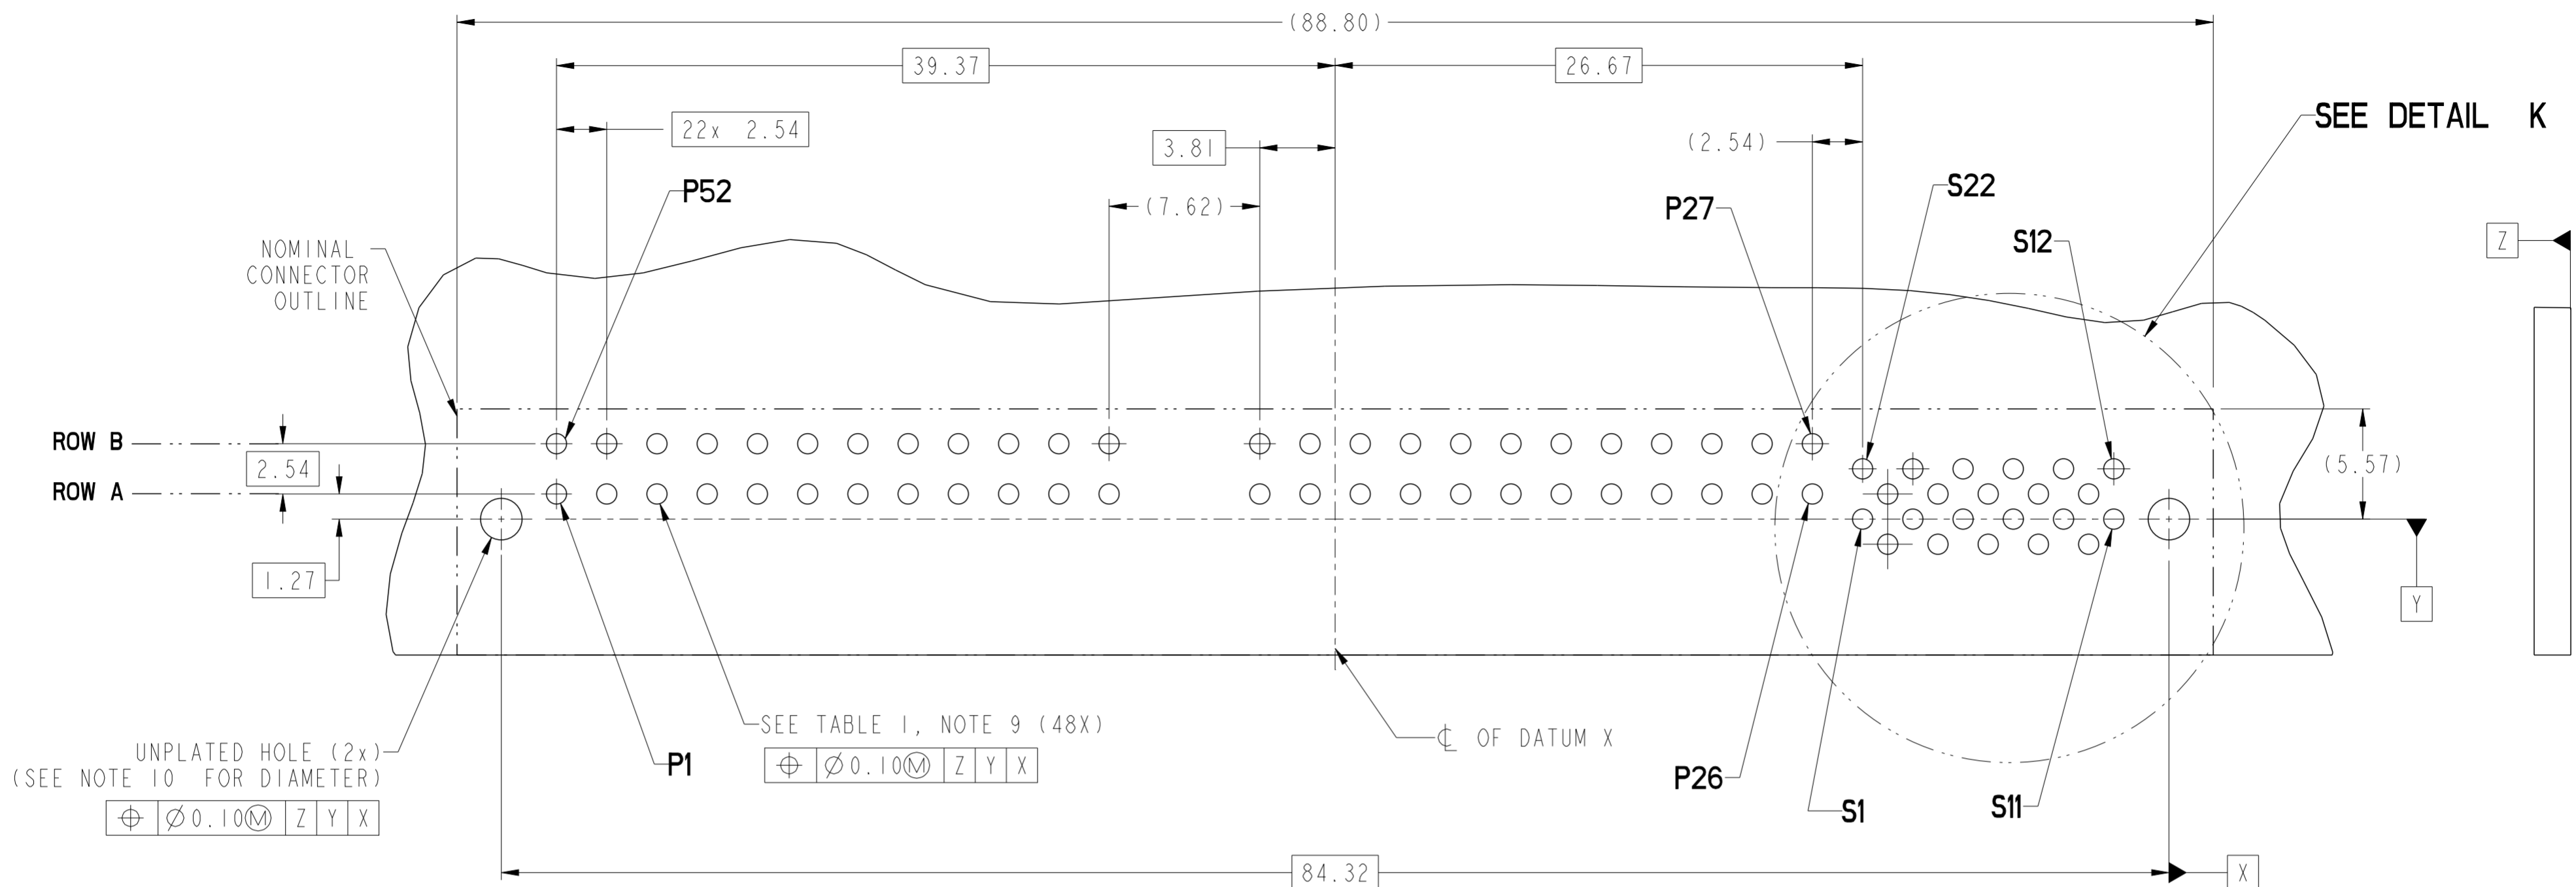 (88.80)
39.37
26.67
SEE DETAIL K
22x 2.54
3.81
(2.54)
P52
S22
(7.62)
P27
S12
Z
NOMINAL
CONNECTOR
OUTLINE
ROW B
2.54
(5.57)
ROW A
1.27
Y
SEE TABLE 1, NOTE 9 (48X)
⌖ ⌀0.10Ⓜ Z Y X
P1
℄ OF DATUM X
UNPLATED HOLE (2x)
(SEE NOTE 10 FOR DIAMETER)
⌖ ⌀0.10Ⓜ Z Y X
P26
S1
S11
84.32
X